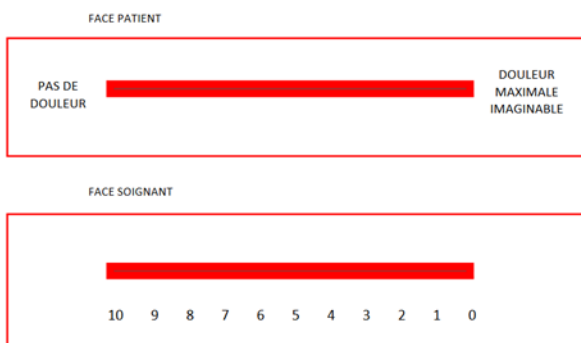 FACE PATIENT
PAS DE
DOULEUR
DOULEUR
MAXIMALE
IMAGINABLE
FACE SOIGNANT
10 9 8 7 6 5 4 3 2 1 0